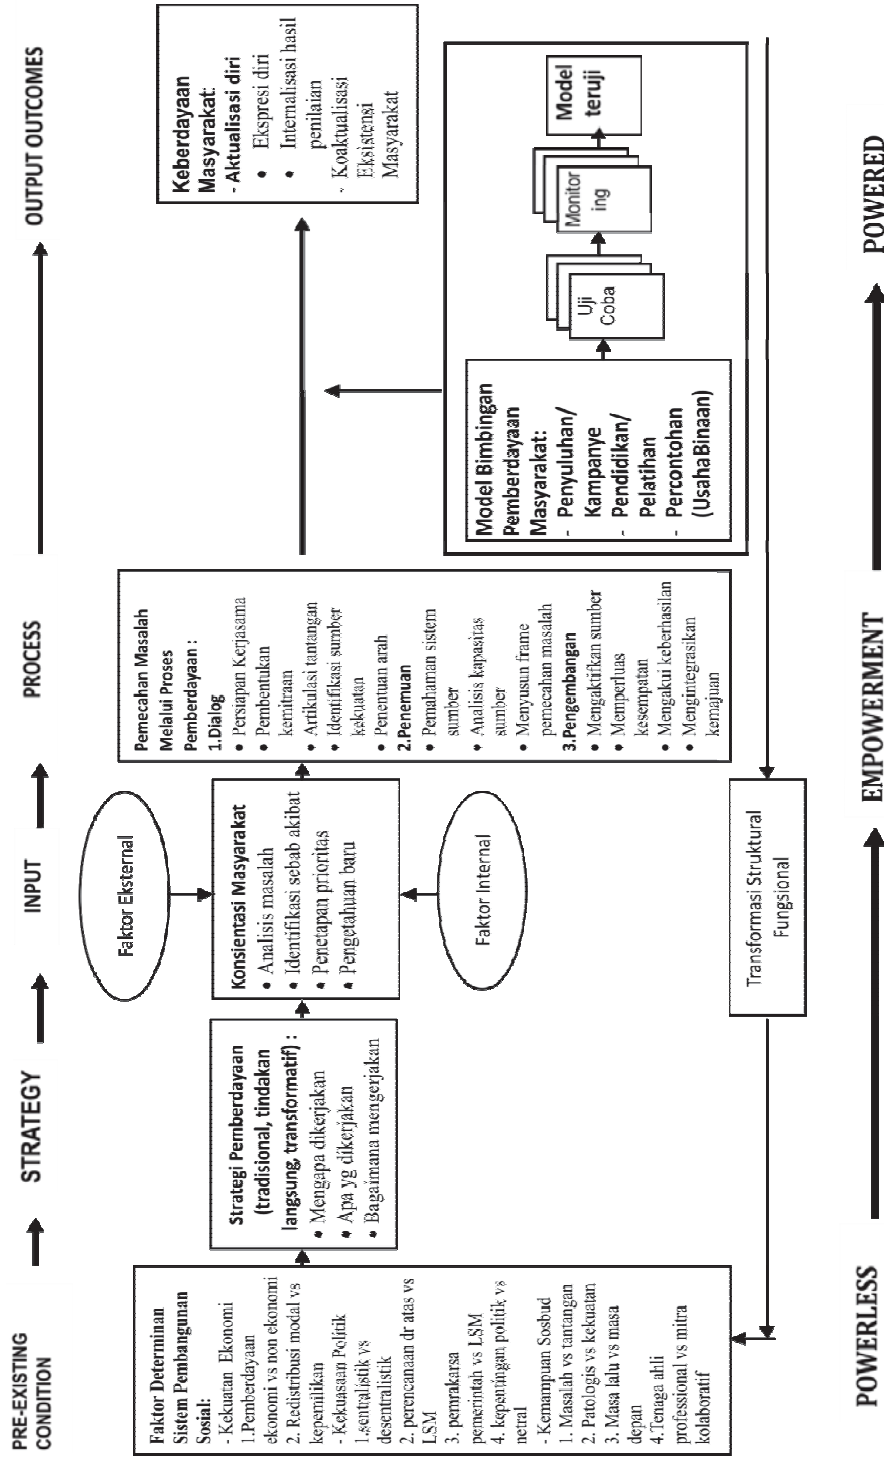 PRE-EXISTING
CONDITION
STRATEGY
INPUT
PROCESS
OUTPUT OUTCOMES
Faktor Determinan
Sistem Pembangunan
Sosial:
- Kekuatan Ekonomi
1.Pemberdayaan
ekonomi vs non ekonomi
2. Redistribusi modal vs
kepemilikan
- Kekuasaan Politik
1.sentralistik vs
desentralistik
2. perencanaan dr atas vs
LSM
3. pemrakarsa
pemerintah vs LSM
4. kepentingan politik vs
netral
- Kemampuan Sosbud
1. Masalah vs tantangan
2. Patologis vs kekuatan
3. Masa lalu vs masa
depan
4.Tenaga ahli
professional vs mitra
kolaboratif
Strategi Pemberdayaan
(tradisional, tindakan
langsung, transformatif) :
• Mengapa dikerjakan
• Apa yg dikerjakan
• Bagaimana mengerjakan
Faktor Eksternal
Konsientasi Masyarakat
• Analisis masalah
• Identifikasi sebab akibat
• Penetapan prioritas
• Pengetahuan baru
Faktor Internal
Pemecahan Masalah
Melalui Proses
Pemberdayaan :
1.Dialog
• Persiapan Kerjasama
• Pembentukan
kemitraan
• Artikulasi tantangan
• Identifikasi sumber
kekuatan
• Penentuan arah
2.Penemuan
• Pemahaman sistem
sumber
• Analisis kapasitas
sumber
• Menyusun frame
pemecahan masalah
3.Pengembangan
• Mengaktifkan sumber
• Memperluas
kesempatan
• Mengakui keberhasilan
• Mengintegrasikan
kemajuan
Keberdayaan
Masyarakat:
- Aktualisasi diri
• Ekspresi diri
• Internalisasi hasil
penilaian
- Koaktualisasi
Eksistensi
Masyarakat
Model Bimbingan
Pemberdayaan
Masyarakat:
- Penyuluhan/
Kampanye
- Pendidikan/
Pelatihan
- Percontohan
(UsahaBinaan)
Uji
Coba
Monitor
ing
Model
teruji
Transformasi Struktural
Fungsional
POWERLESS
EMPOWERMENT
POWERED